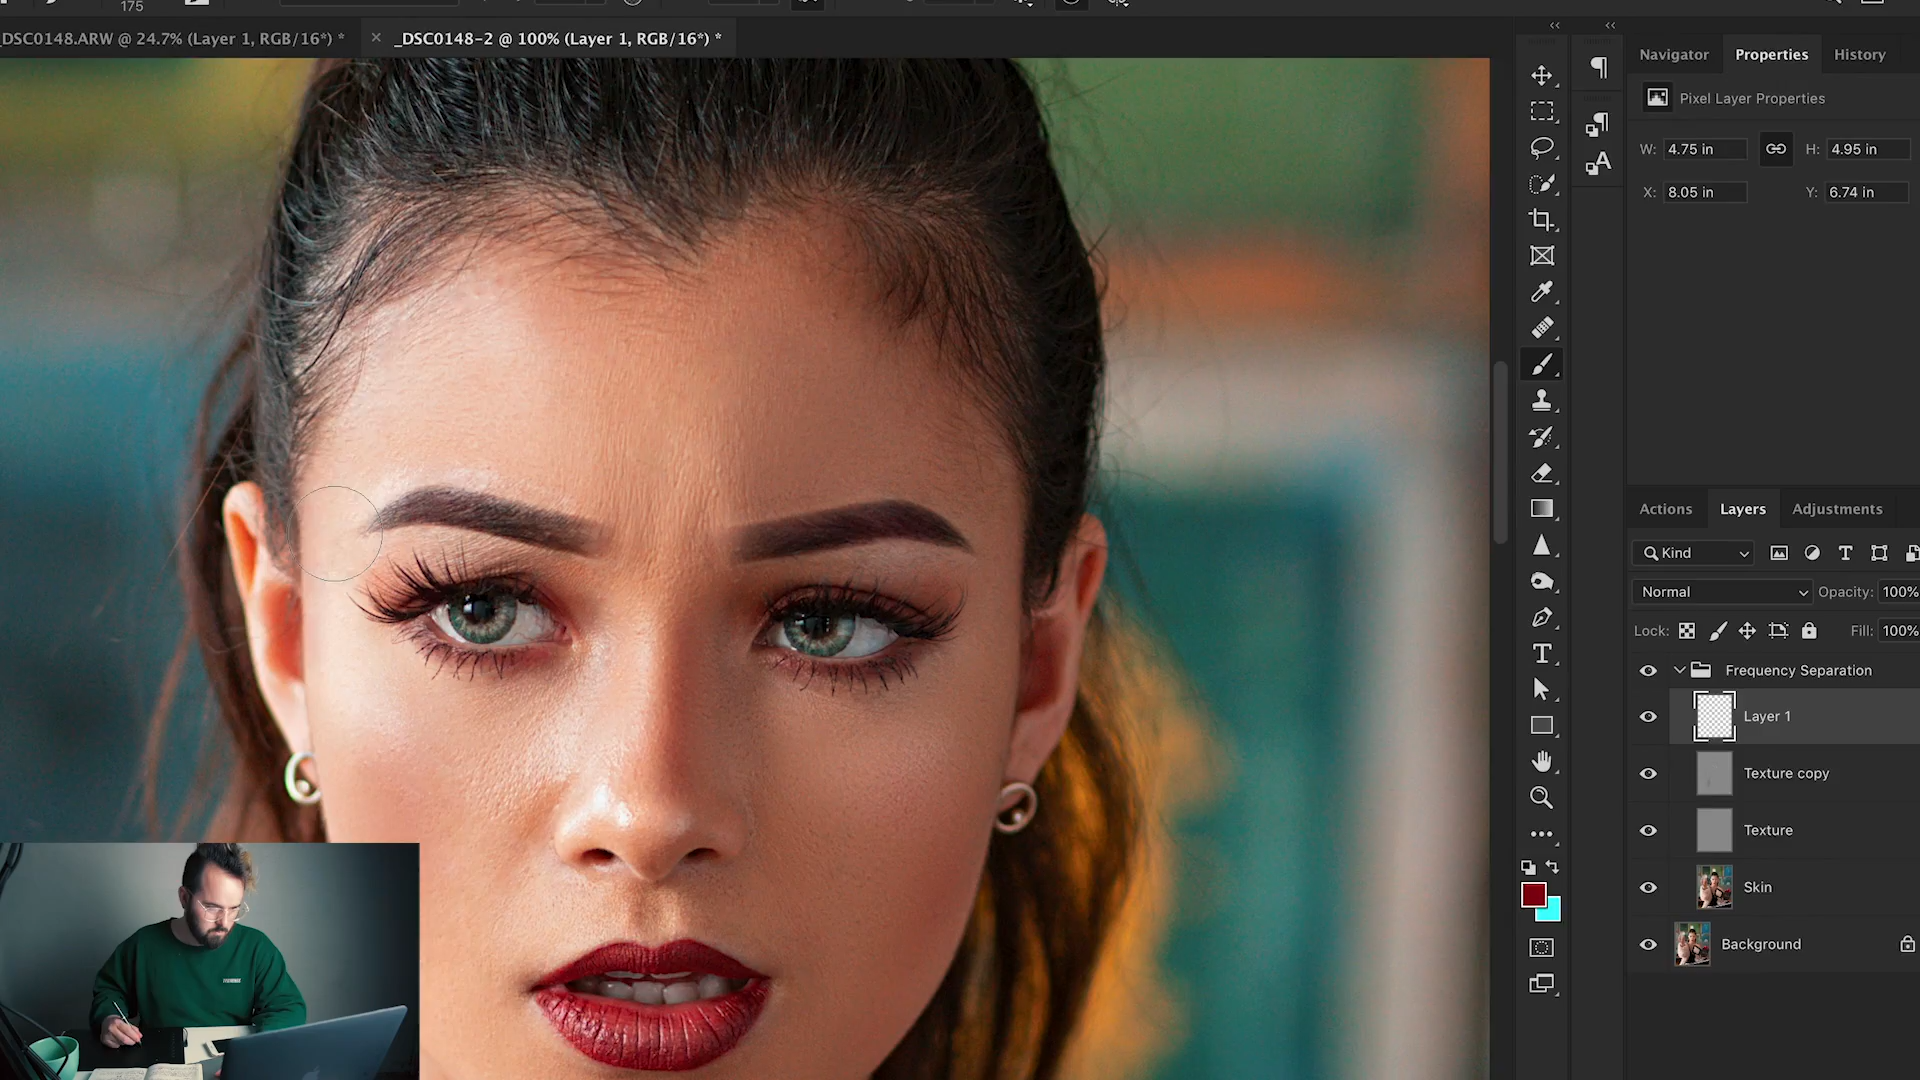 175
_DSC0148.ARW @ 24.7% (Layer 1, RGB/16*) *
_DSC0148-2 @ 100% (Layer 1, RGB/16*) *
Navigator
Properties
History
Pixel Layer Properties
W: 4.75 in
H: 4.95 in
X: 8.05 in
Y: 6.74 in
Actions
Layers
Adjustments
Kind
Normal
Opacity: 100%
Lock:
Fill: 100%
Frequency Separation
Layer 1
Texture copy
Texture
Skin
Background